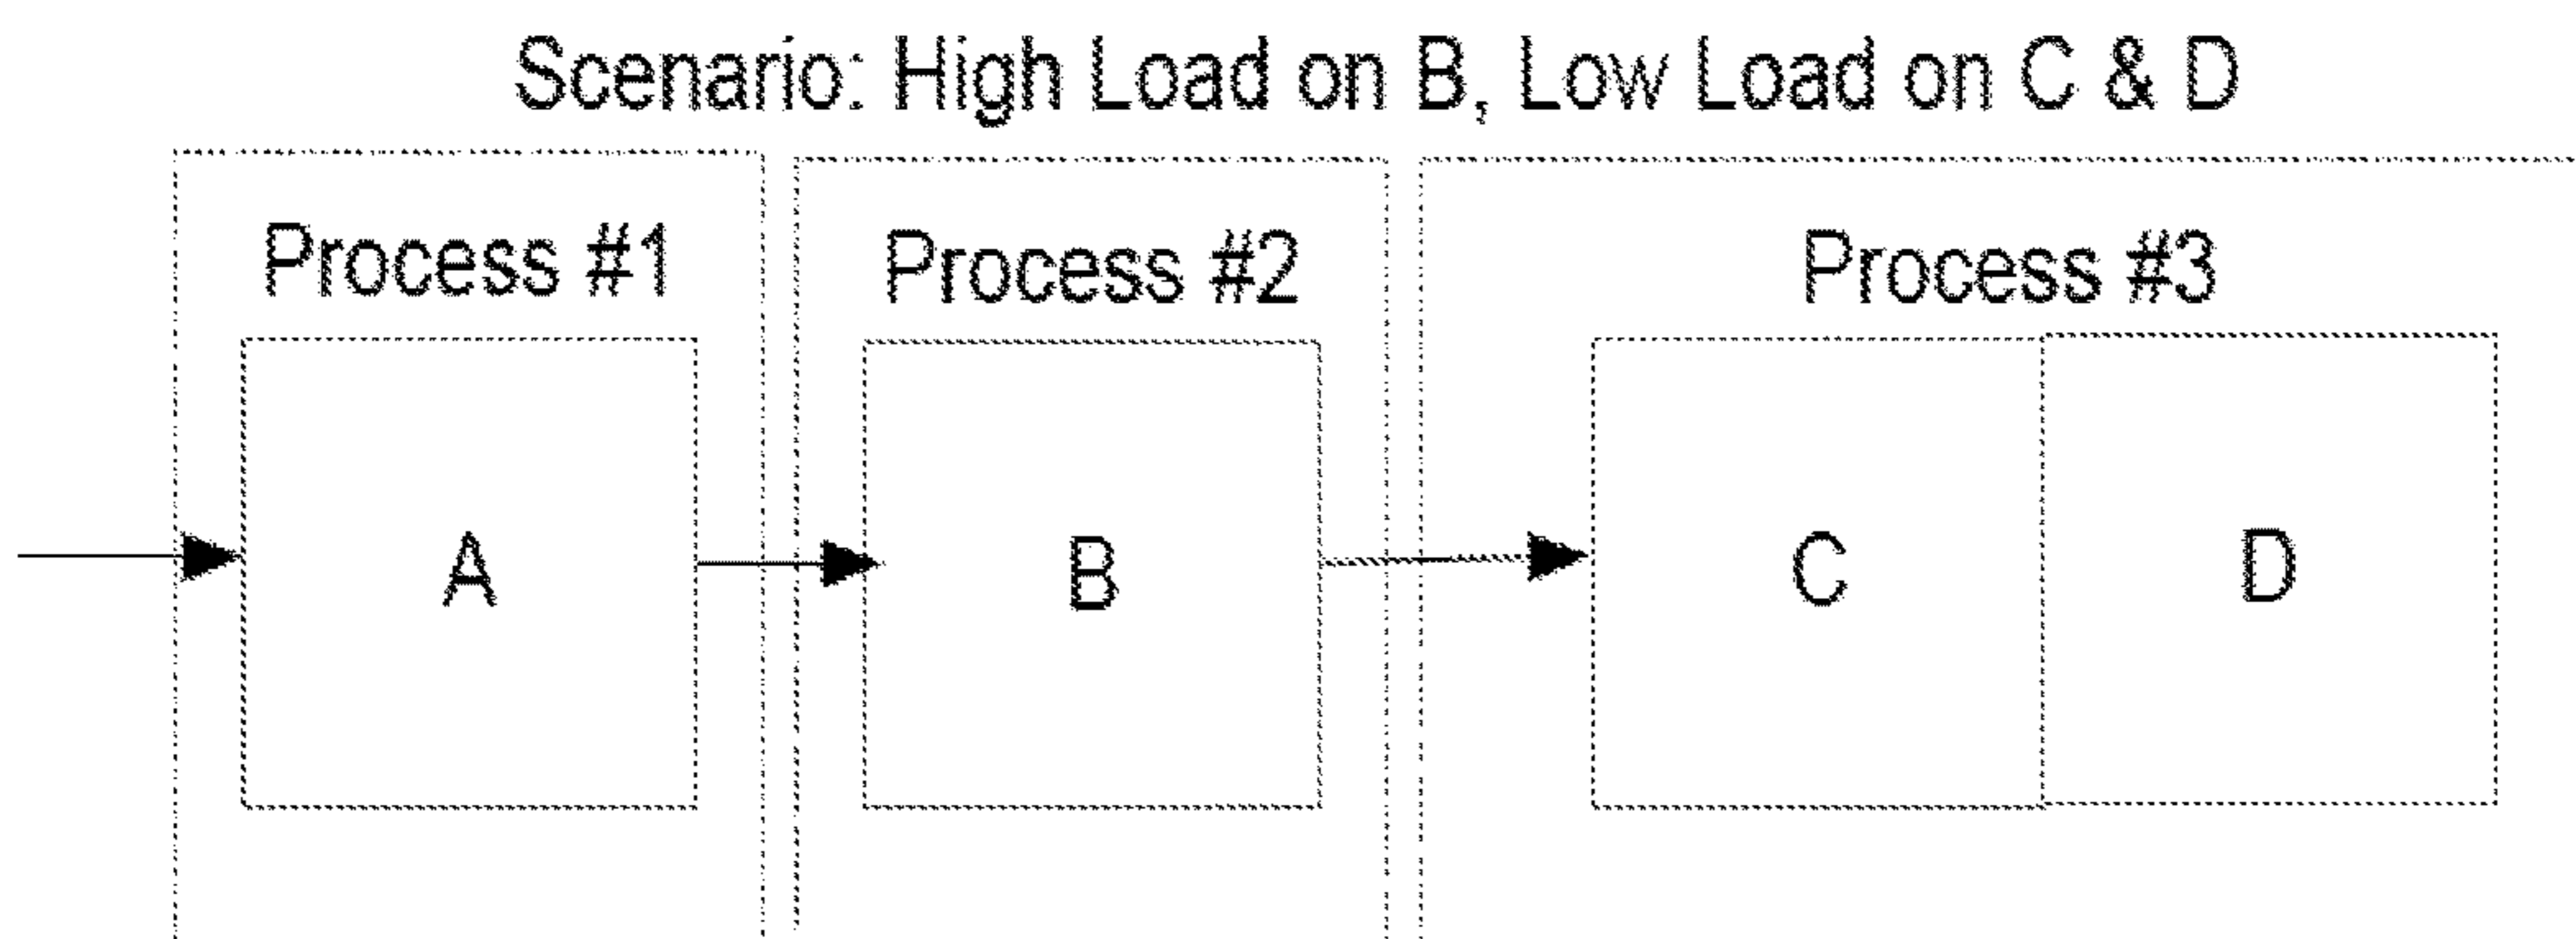 Scenario: High Load on B, Low Load on C & D
Process #1 Process #2 Process #3
A B C D